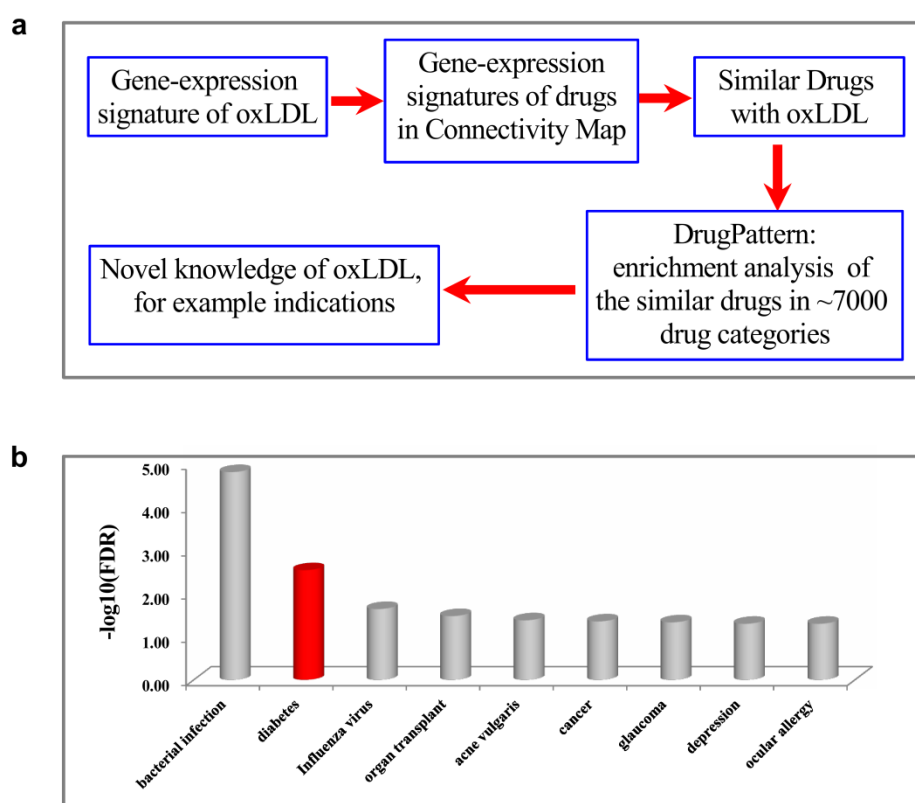 a
Gene-expression
signature of oxLDL
Gene-expression
signatures of drugs
in Connectivity Map
Similar Drugs
with oxLDL
DrugPattern:
enrichment analysis of
the similar drugs in ~7000
drug categories
Novel knowledge of oxLDL,
for example indications
b
-log10(FDR)
5.00
4.00
3.00
2.00
1.00
0.00
bacterial infection
diabetes
Influenza virus
organ transplant
acne vulgaris
cancer
glaucoma
depression
ocular allergy